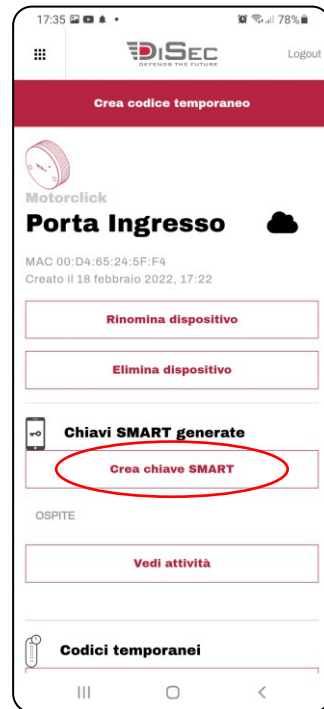 17:35 78%
DiSec Logout
DEFENDS THE FUTURE
Crea codice temporaneo
Motorclick
Porta Ingresso
MAC 00:D4:65:24:5F:F4
Creato il 18 febbraio 2022, 17:22
Rinomina dispositivo
Elimina dispositivo
Chiavi SMART generate
Crea chiave SMART
OSPITE
Vedi attività
Codici temporanei